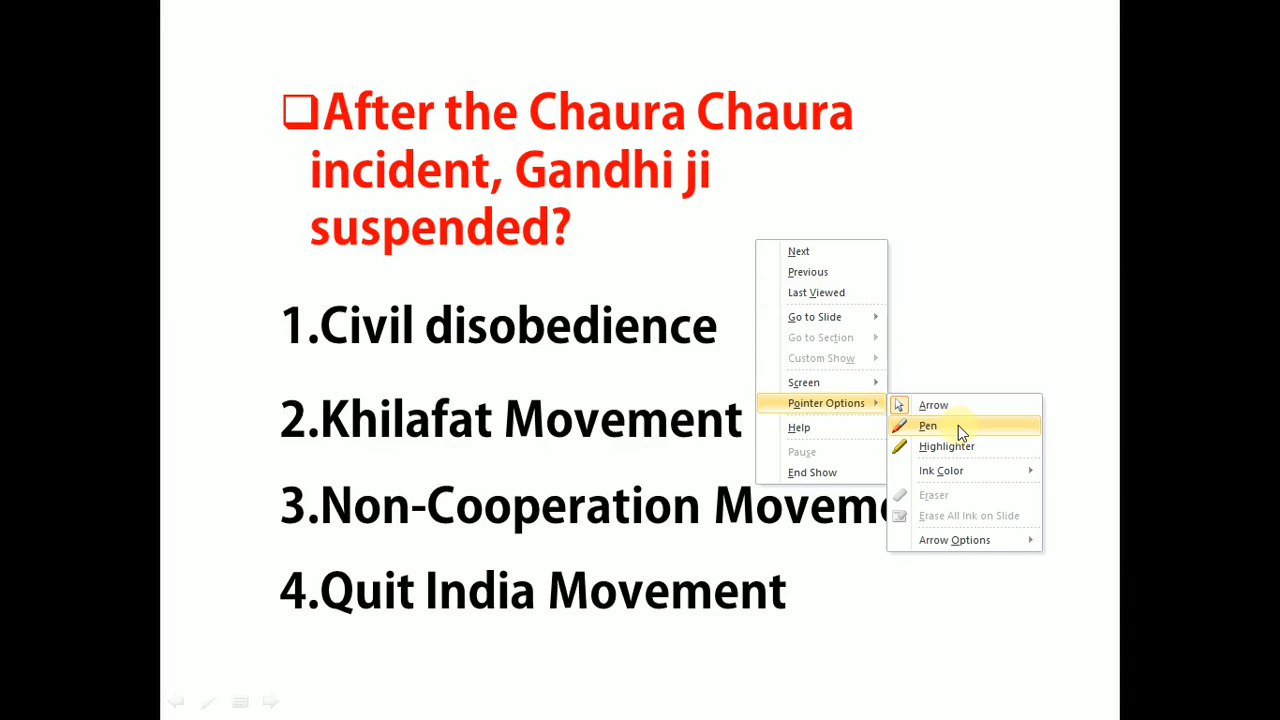 ❑After the Chaura Chaura
incident, Gandhi ji
suspended?
1.Civil disobedience
2.Khilafat Movement
3.Non-Cooperation
4.Quit India Movement
Next
Previous
Last Viewed
Go to Slide
Go to Section
Custom Show
Screen
Pointer Options
Help
Pause
End Show
Arrow
Pen
Highlighter
Ink Color
Eraser
Erase All Ink on Slide
Arrow Options